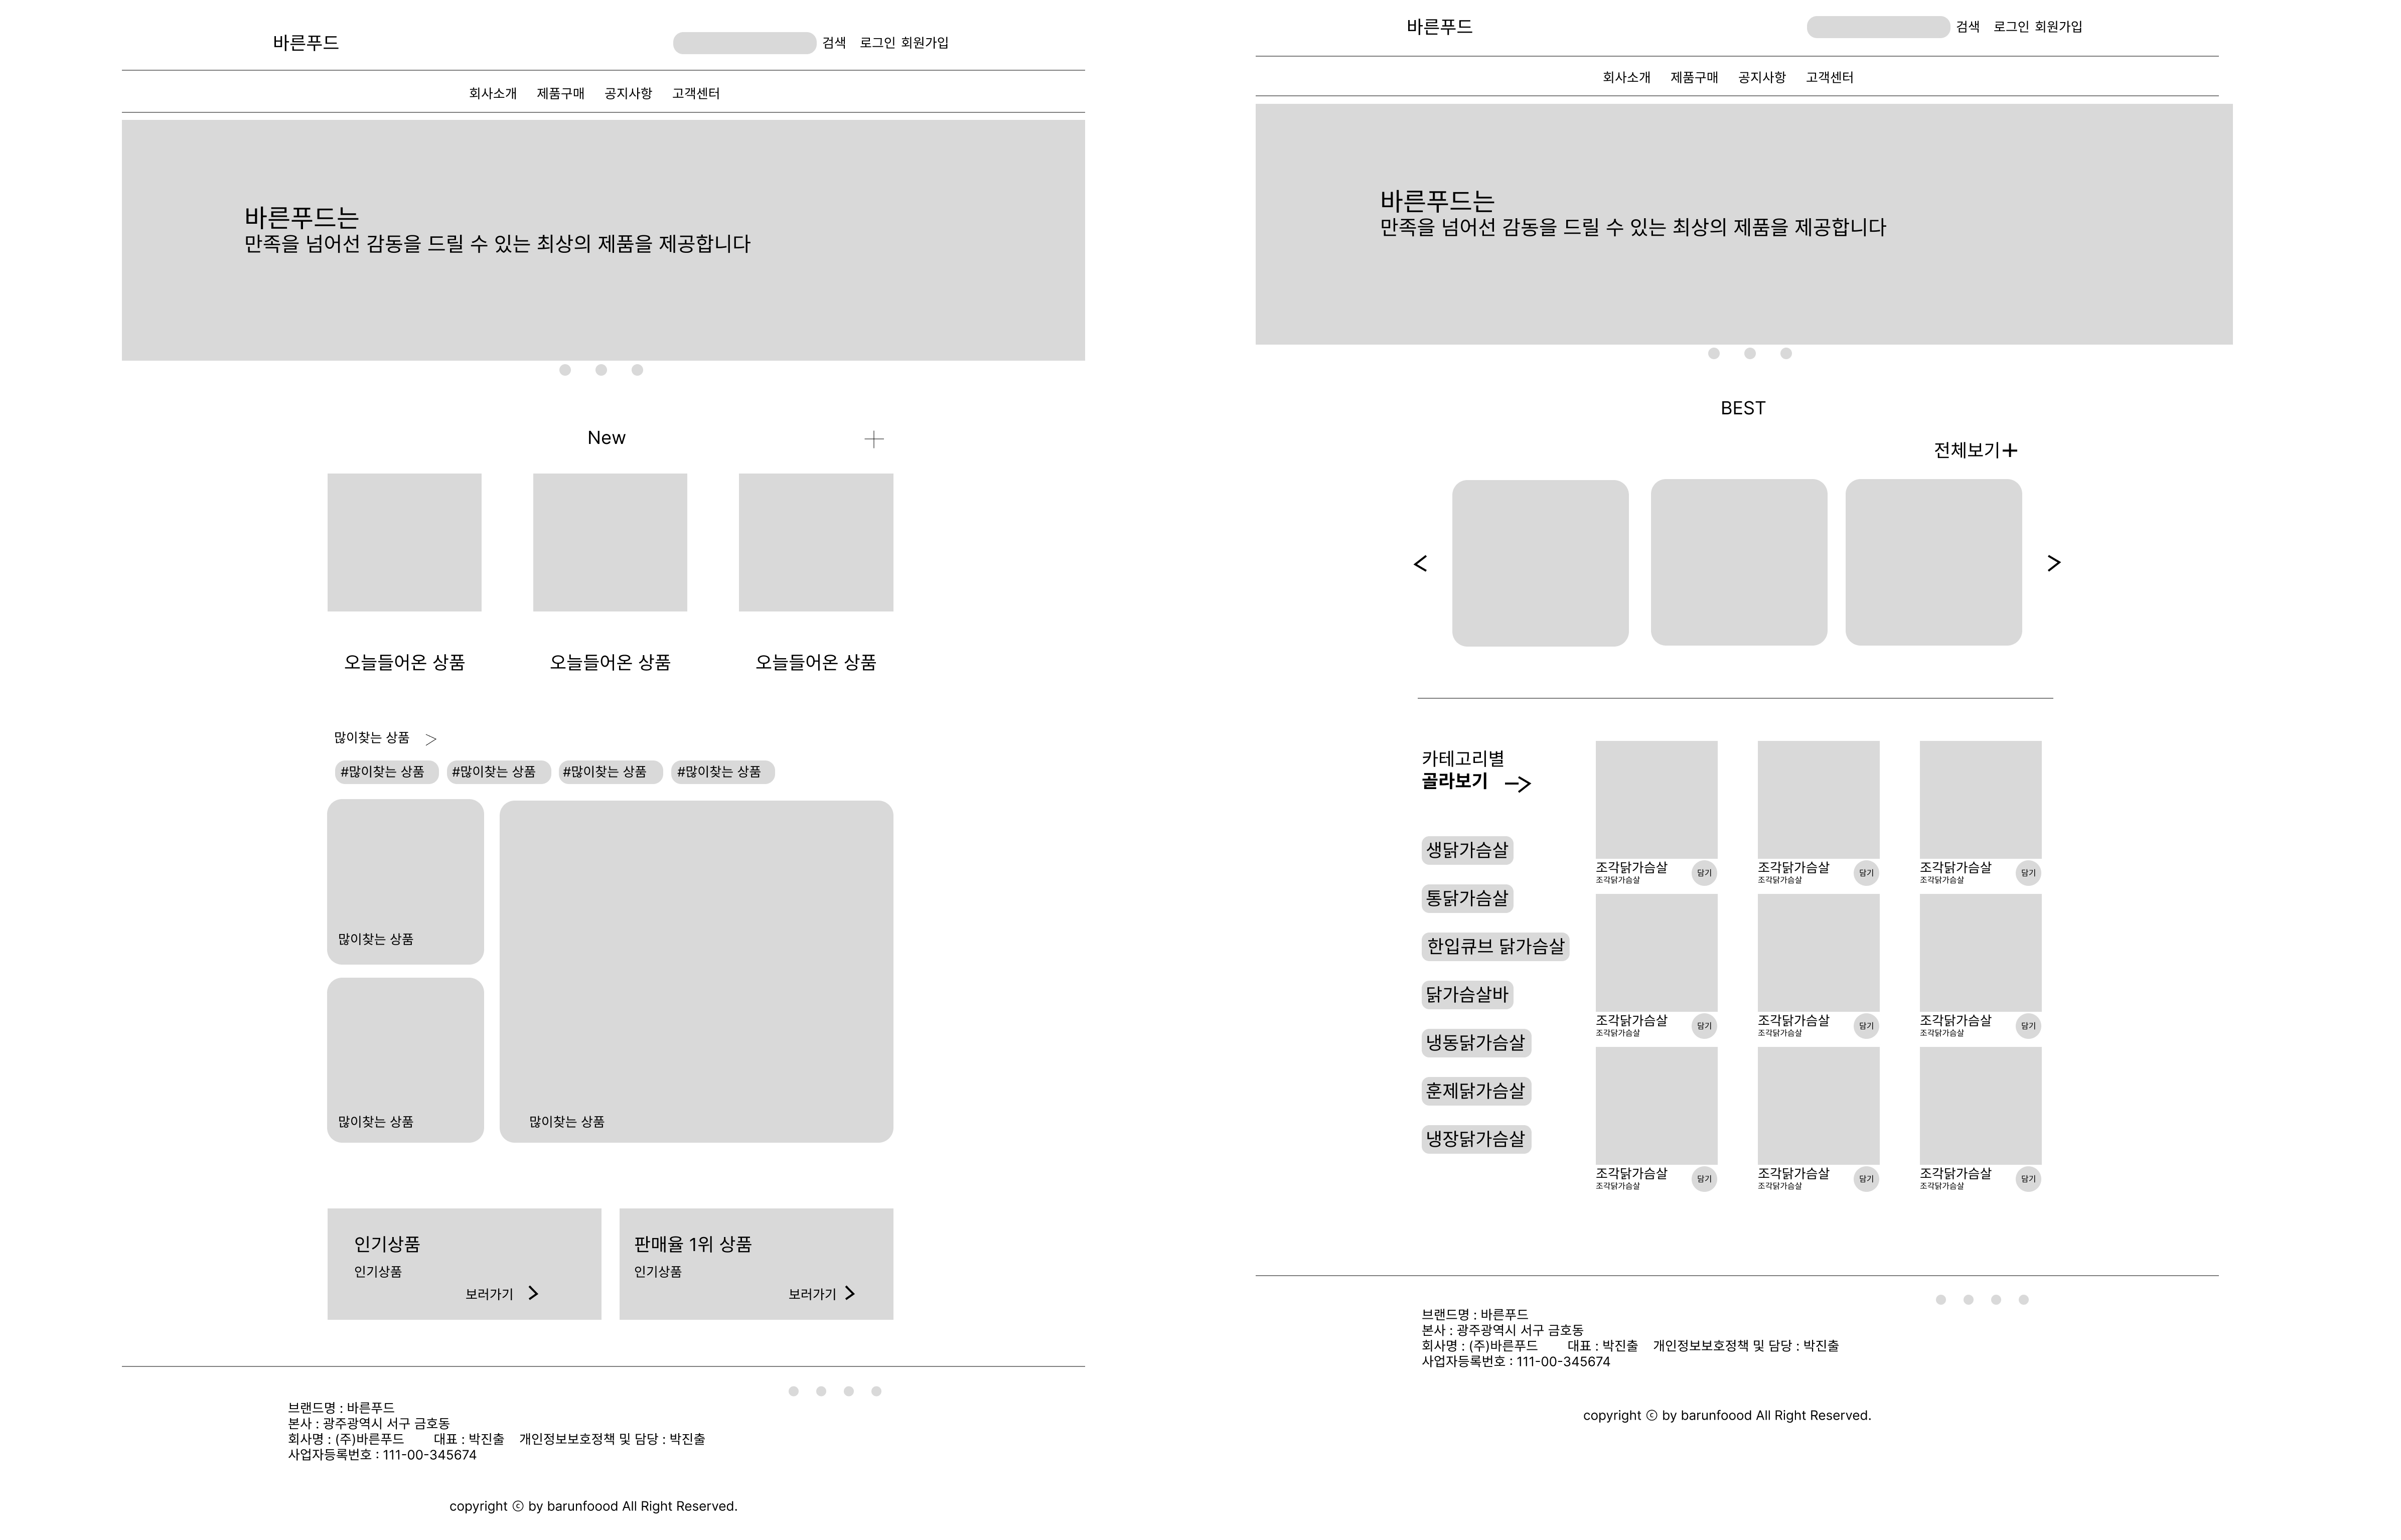 바른푸드
검색 로그인 회원가입
회사소개 제품구매 공지사항 고객센터
바른푸드는
만족을 넘어선 감동을 드릴 수 있는 최상의 제품을 제공합니다
New
오늘들어온 상품 오늘들어온 상품 오늘들어온 상품
많이찾는 상품 >
#많이찾는 상품 #많이찾는 상품 #많이찾는 상품 #많이찾는 상품
많이찾는 상품
많이찾는 상품
많이찾는 상품
인기상품
인기상품
보러가기
판매율 1위 상품
인기상품
보러가기
브랜드명 : 바른푸드
본사 : 광주광역시 서구 금호동
회사명 : (주)바른푸드 대표 : 박진출 개인정보보호정책 및 담당 : 박진출
사업자등록번호 : 111-00-345674
copyright ⓒ by barunfoood All Right Reserved.
바른푸드
검색 로그인 회원가입
회사소개 제품구매 공지사항 고객센터
바른푸드는
만족을 넘어선 감동을 드릴 수 있는 최상의 제품을 제공합니다
BEST
전체보기+
카테고리별
골라보기
생닭가슴살
통닭가슴살
한입큐브 닭가슴살
닭가슴살바
냉동닭가슴살
훈제닭가슴살
냉장닭가슴살
조각닭가슴살
조각닭가슴살
담기
조각닭가슴살
조각닭가슴살
담기
조각닭가슴살
조각닭가슴살
담기
조각닭가슴살
조각닭가슴살
담기
조각닭가슴살
조각닭가슴살
담기
조각닭가슴살
조각닭가슴살
담기
조각닭가슴살
조각닭가슴살
담기
조각닭가슴살
조각닭가슴살
담기
조각닭가슴살
조각닭가슴살
담기
브랜드명 : 바른푸드
본사 : 광주광역시 서구 금호동
회사명 : (주)바른푸드 대표 : 박진출 개인정보보호정책 및 담당 : 박진출
사업자등록번호 : 111-00-345674
copyright ⓒ by barunfoood All Right Reserved.